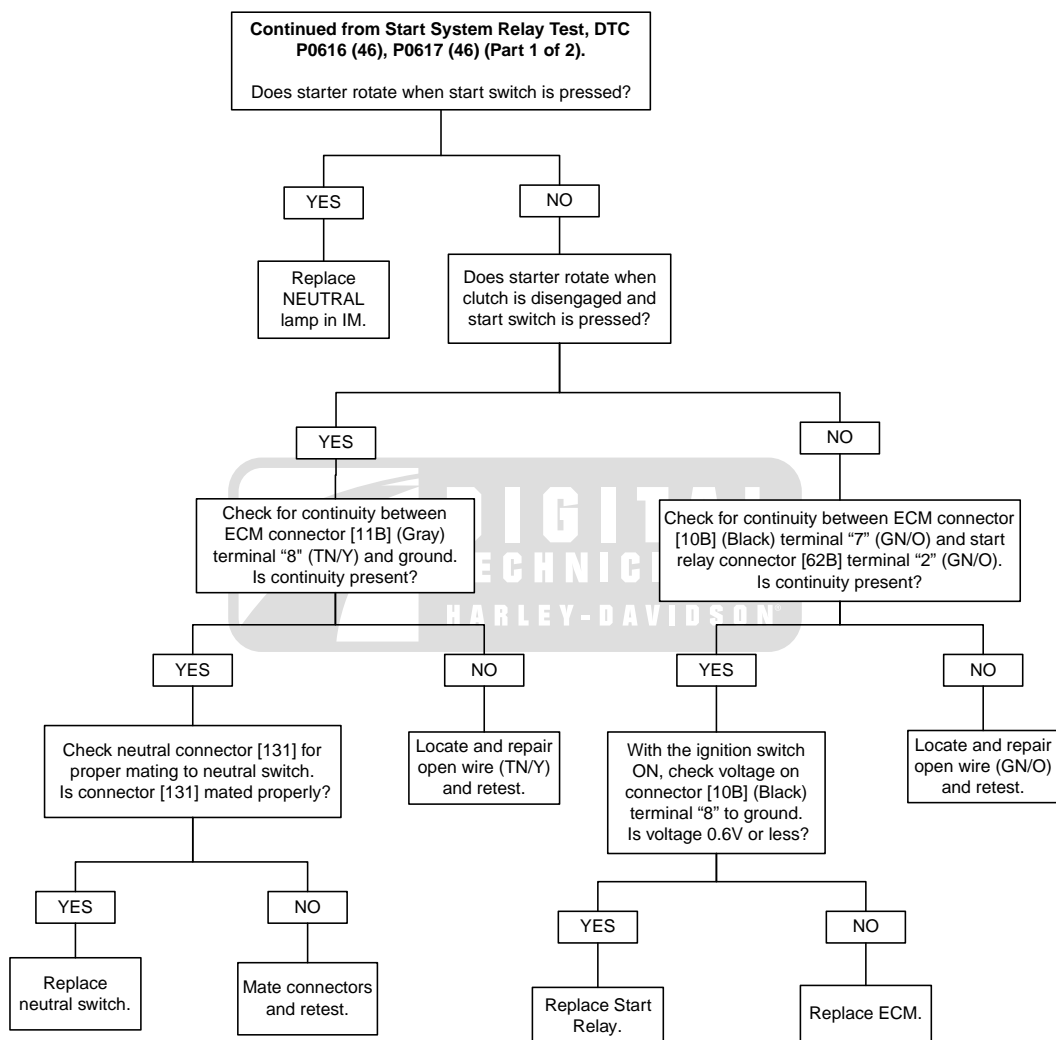 Continued from Start System Relay Test, DTC
P0616 (46), P0617 (46) (Part 1 of 2).
Does starter rotate when start switch is pressed?
YES
NO
Replace
NEUTRAL
lamp in IM.
Does starter rotate when
clutch is disengaged and
start switch is pressed?
YES
NO
DIGITAL
HARLEY-DAVIDSON®
Check for continuity between
ECM connector [11B] (Gray)
terminal “8" (TN/Y) and ground.
Is continuity present?
Check for continuity between ECM connector
[10B] (Black) terminal “7” (GN/O) and start
relay connector [62B] terminal “2” (GN/O).
Is continuity present?
YES
NO
YES
NO
Check neutral connector [131] for
proper mating to neutral switch.
Is connector [131] mated properly?
Locate and repair
open wire (TN/Y)
and retest.
With the ignition switch
ON, check voltage on
connector [10B] (Black)
terminal “8” to ground.
Is voltage 0.6V or less?
Locate and repair
open wire (GN/O)
and retest.
YES
NO
YES
NO
Replace
neutral switch.
Mate connectors
and retest.
Replace Start
Relay.
Replace ECM.